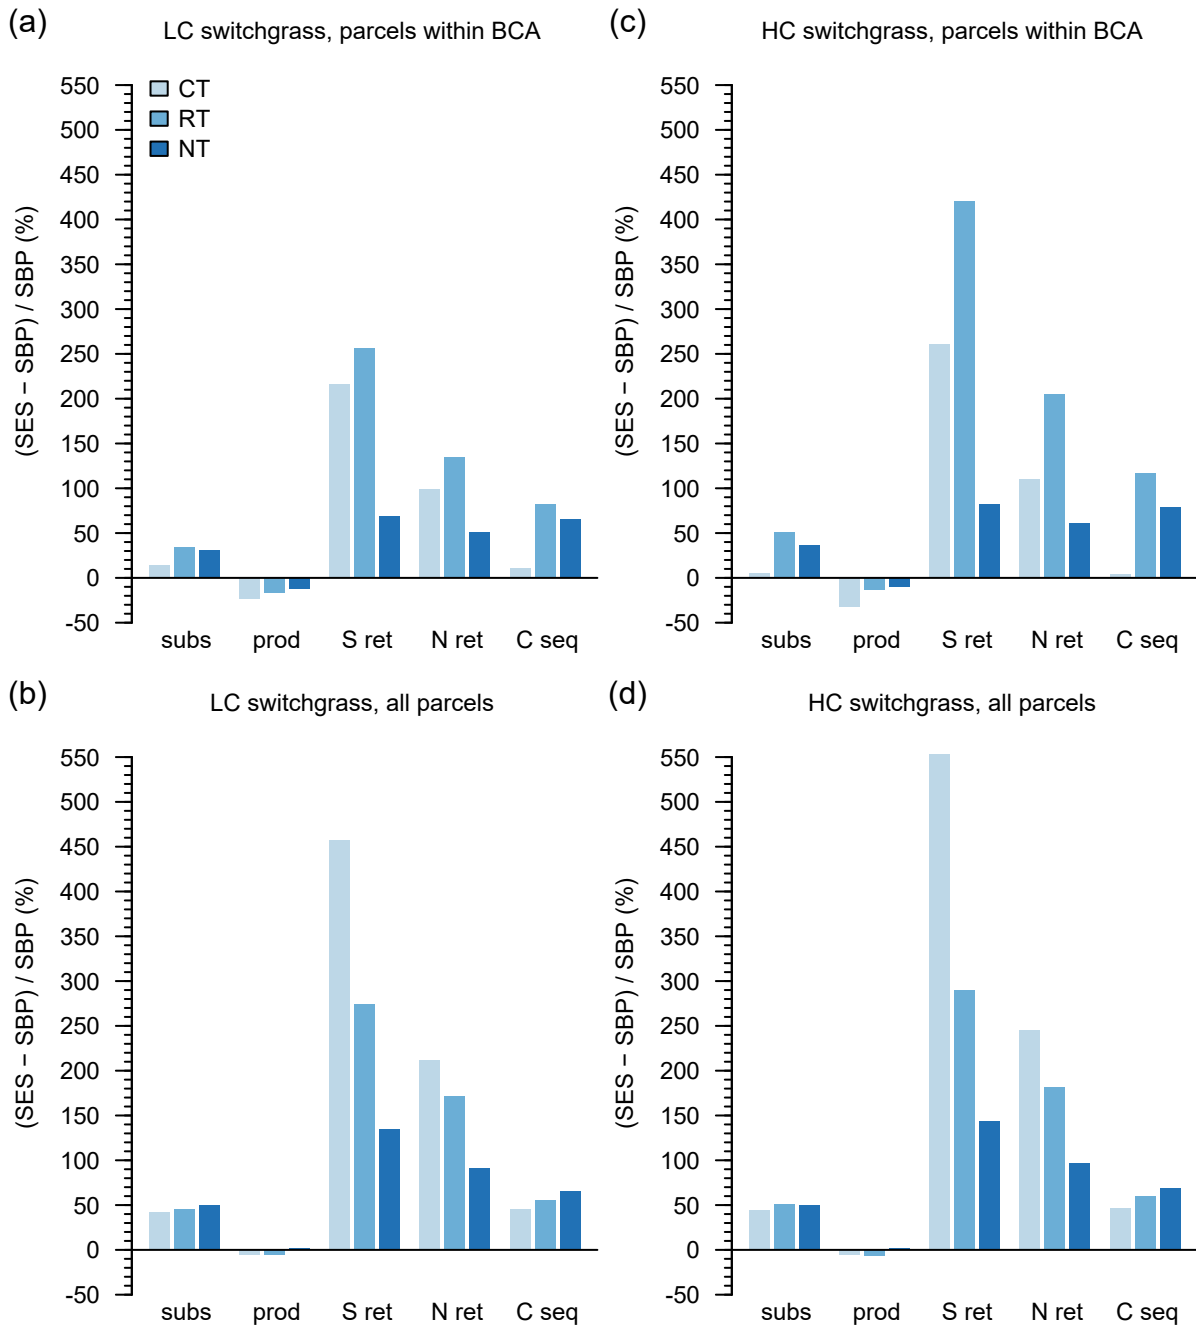 (a)
LC switchgrass, parcels within BCA
CT
RT
NT
(SES − SBP) / SBP (%)
550
500
450
400
350
300
250
200
150
100
50
0
-50
subs prod S ret N ret C seq
(c)
HC switchgrass, parcels within BCA
(SES − SBP) / SBP (%)
550
500
450
400
350
300
250
200
150
100
50
0
-50
subs prod S ret N ret C seq
(b)
LC switchgrass, all parcels
(SES − SBP) / SBP (%)
550
500
450
400
350
300
250
200
150
100
50
0
-50
subs prod S ret N ret C seq
(d)
HC switchgrass, all parcels
(SES − SBP) / SBP (%)
550
500
450
400
350
300
250
200
150
100
50
0
-50
subs prod S ret N ret C seq